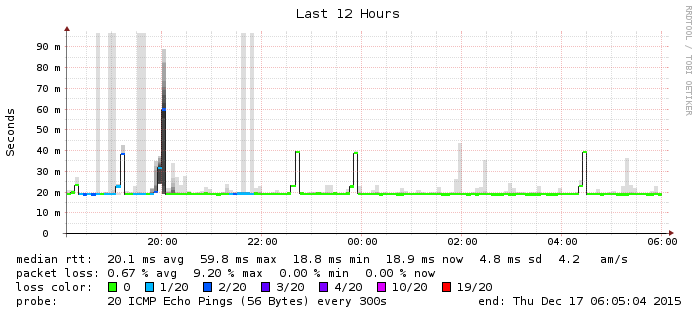 Last 12 Hours
RRDTOOL / TOBI OETIKER
Seconds
90 m
80 m
70 m
60 m
50 m
40 m
30 m
20 m
10 m
0
20:00 22:00 00:00 02:00 04:00 06:00
median rtt: 20.1 ms avg 59.8 ms max 18.8 ms min 18.9 ms now 4.8 ms sd 4.2 am/s
packet loss: 0.67 % avg 9.20 % max 0.00 % min 0.00 % now
loss color: 0 1/20 2/20 3/20 4/20 10/20 19/20
probe: 20 ICMP Echo Pings (56 Bytes) every 300s end: Thu Dec 17 06:05:04 2015